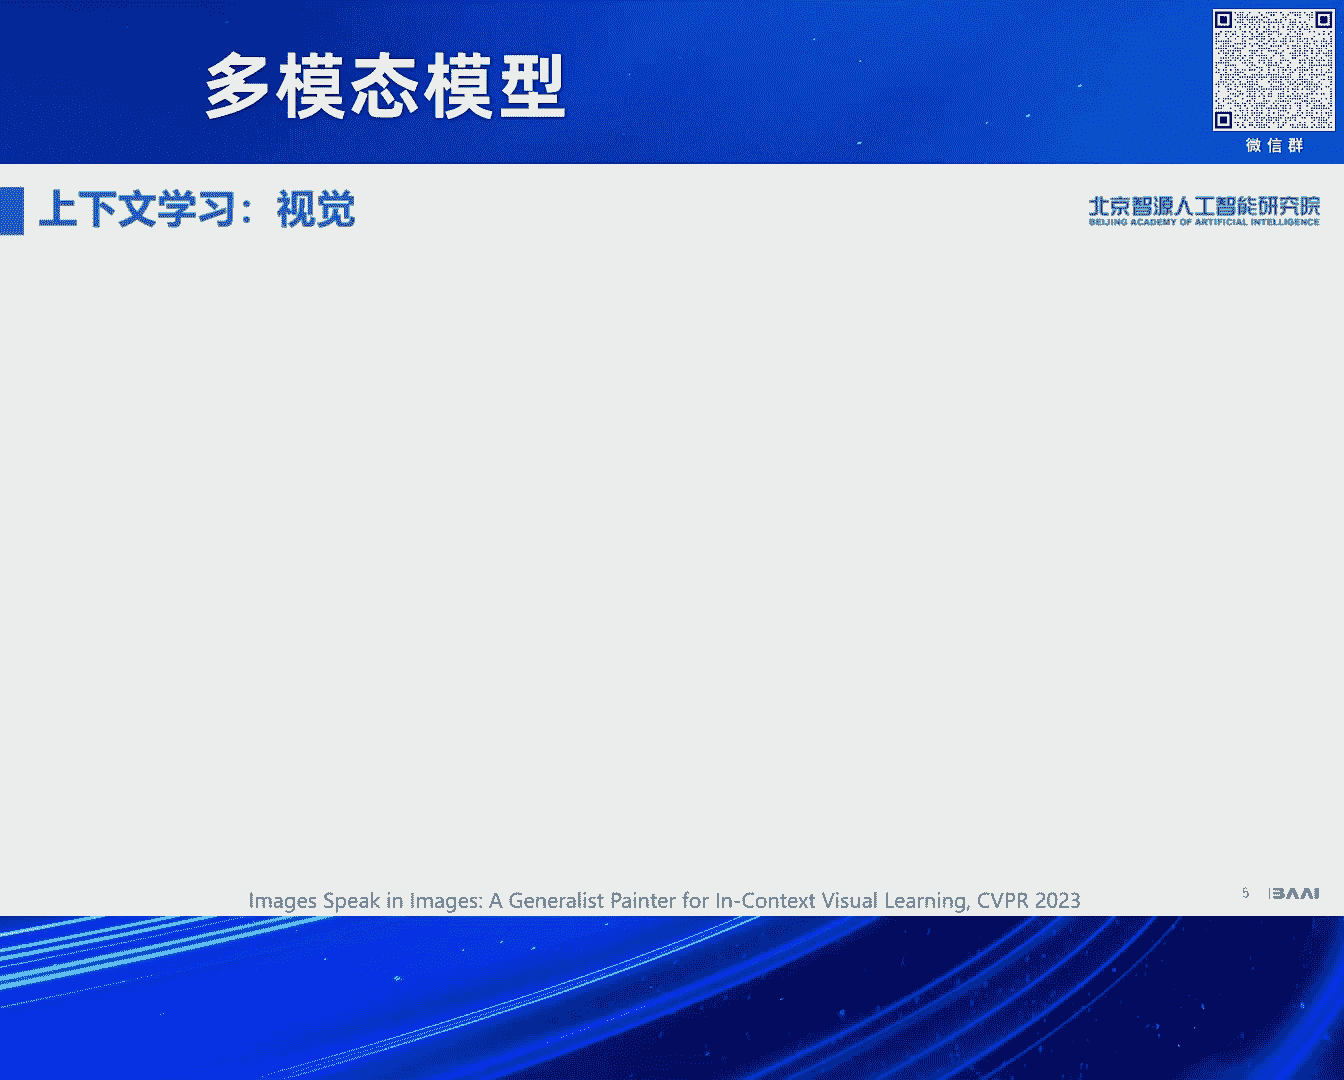 多模态模型
微信群
上下文学习：视觉
北京智源人工智能研究院
BEIJING ACADEMY OF ARTIFICIAL INTELLIGENCE
Images Speak in Images: A Generalist Painter for In-Context Visual Learning, CVPR 2023
5
BAAI